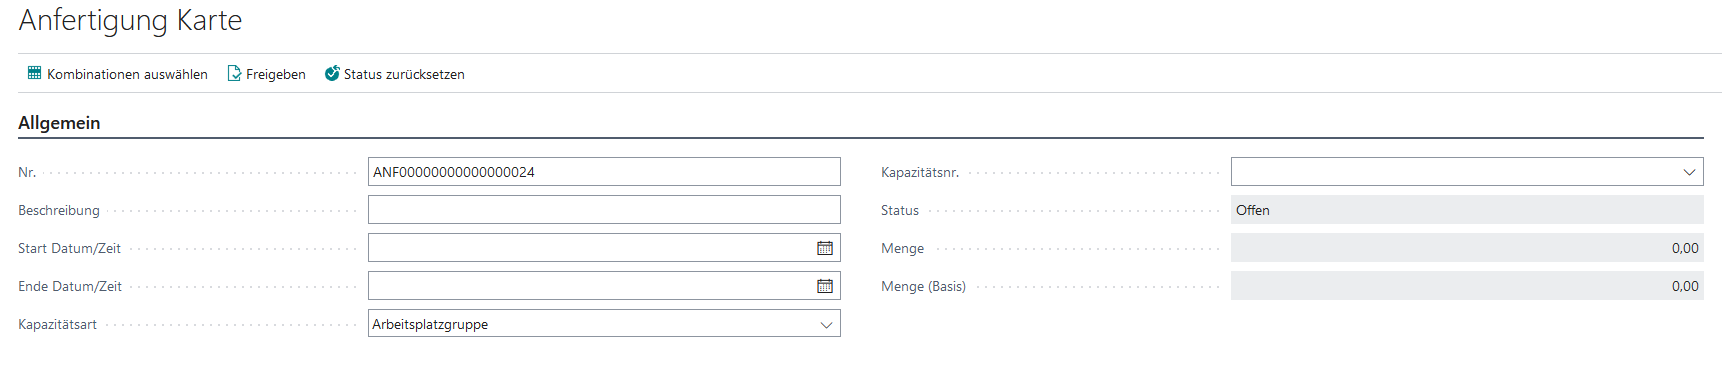 Anfertigung Karte
Kombinationen auswählen Freigeben Status zurücksetzen
Allgemein
Nr. ANF00000000000000024
Beschreibung
Start Datum/Zeit
Ende Datum/Zeit
Kapazitätsart Arbeitsplatzgruppe
Kapazitätsnr.
Status Offen
Menge 0,00
Menge (Basis) 0,00